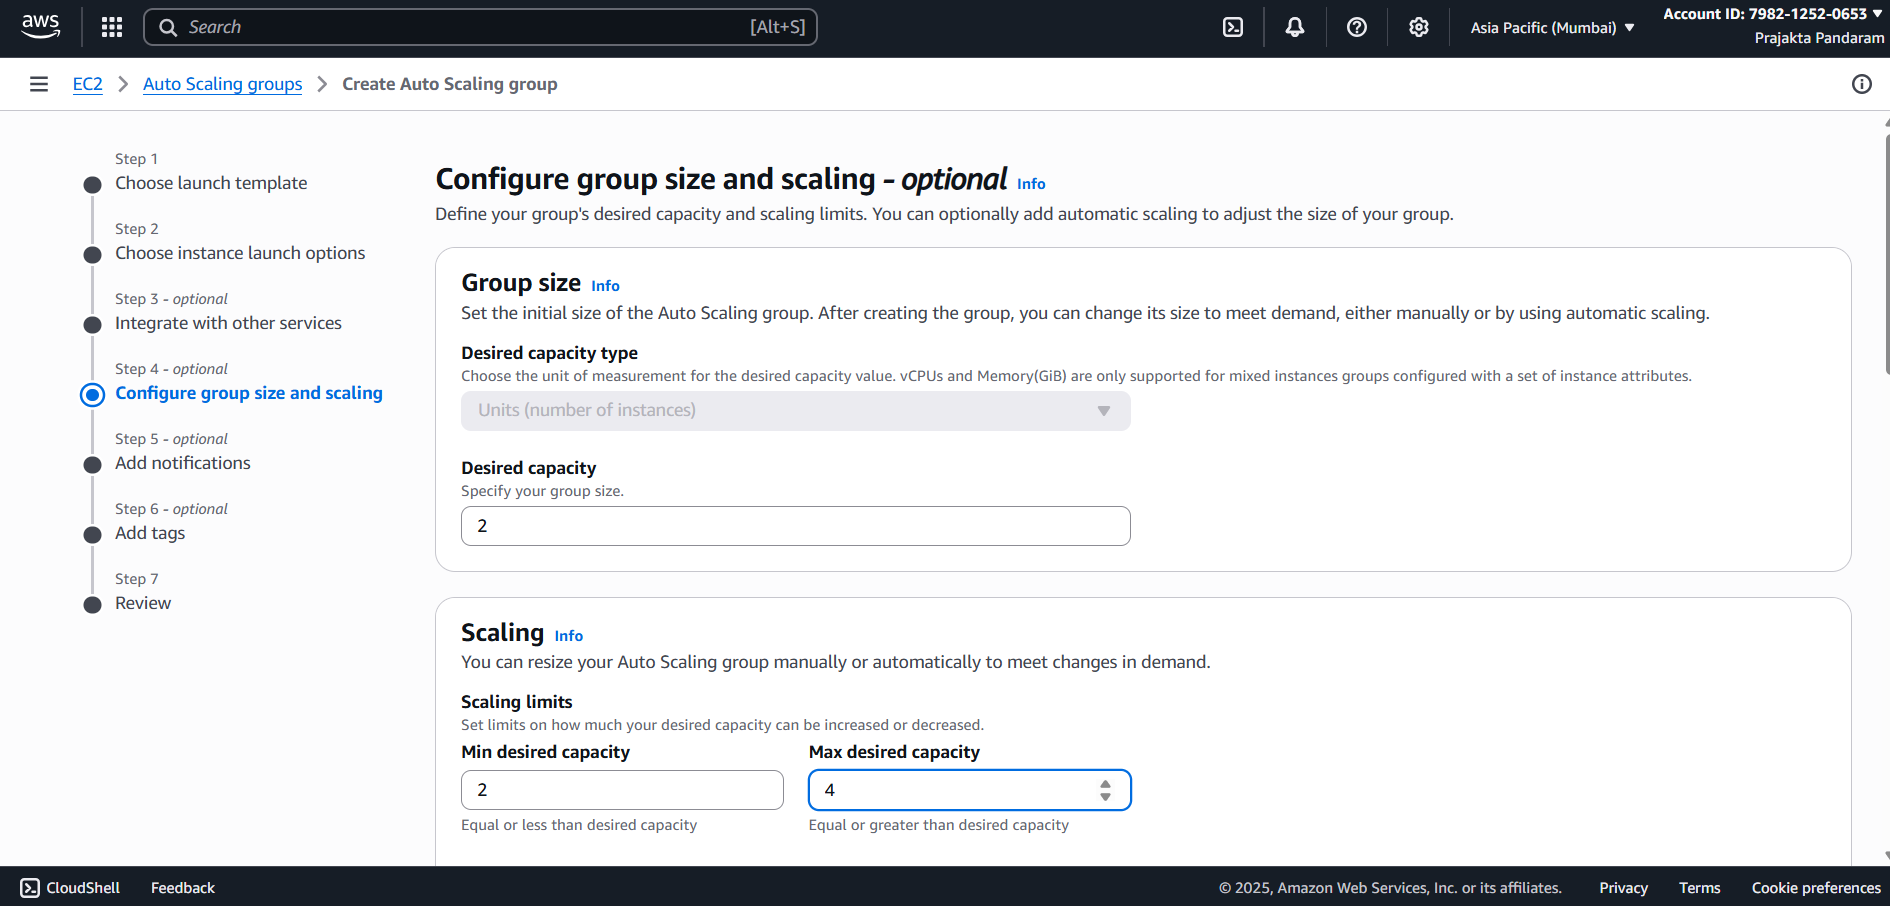 aws
Search [Alt+S]
Asia Pacific (Mumbai)
Account ID: 7982-1252-0653
Prajakta Pandaram
EC2 Auto Scaling groups Create Auto Scaling group
Step 1
Choose launch template
Step 2
Choose instance launch options
Step 3 - optional
Integrate with other services
Step 4 - optional
Configure group size and scaling
Step 5 - optional
Add notifications
Step 6 - optional
Add tags
Step 7
Review
Configure group size and scaling - optional Info
Define your group's desired capacity and scaling limits. You can optionally add automatic scaling to adjust the size of your group.
Group size Info
Set the initial size of the Auto Scaling group. After creating the group, you can change its size to meet demand, either manually or by using automatic scaling.
Desired capacity type
Choose the unit of measurement for the desired capacity value. vCPUs and Memory(GiB) are only supported for mixed instances groups configured with a set of instance attributes.
Units (number of instances)
Desired capacity
Specify your group size.
2
Scaling Info
You can resize your Auto Scaling group manually or automatically to meet changes in demand.
Scaling limits
Set limits on how much your desired capacity can be increased or decreased.
Min desired capacity Max desired capacity
2 4
Equal or less than desired capacity Equal or greater than desired capacity
CloudShell Feedback © 2025, Amazon Web Services, Inc. or its affiliates. Privacy Terms Cookie preferences